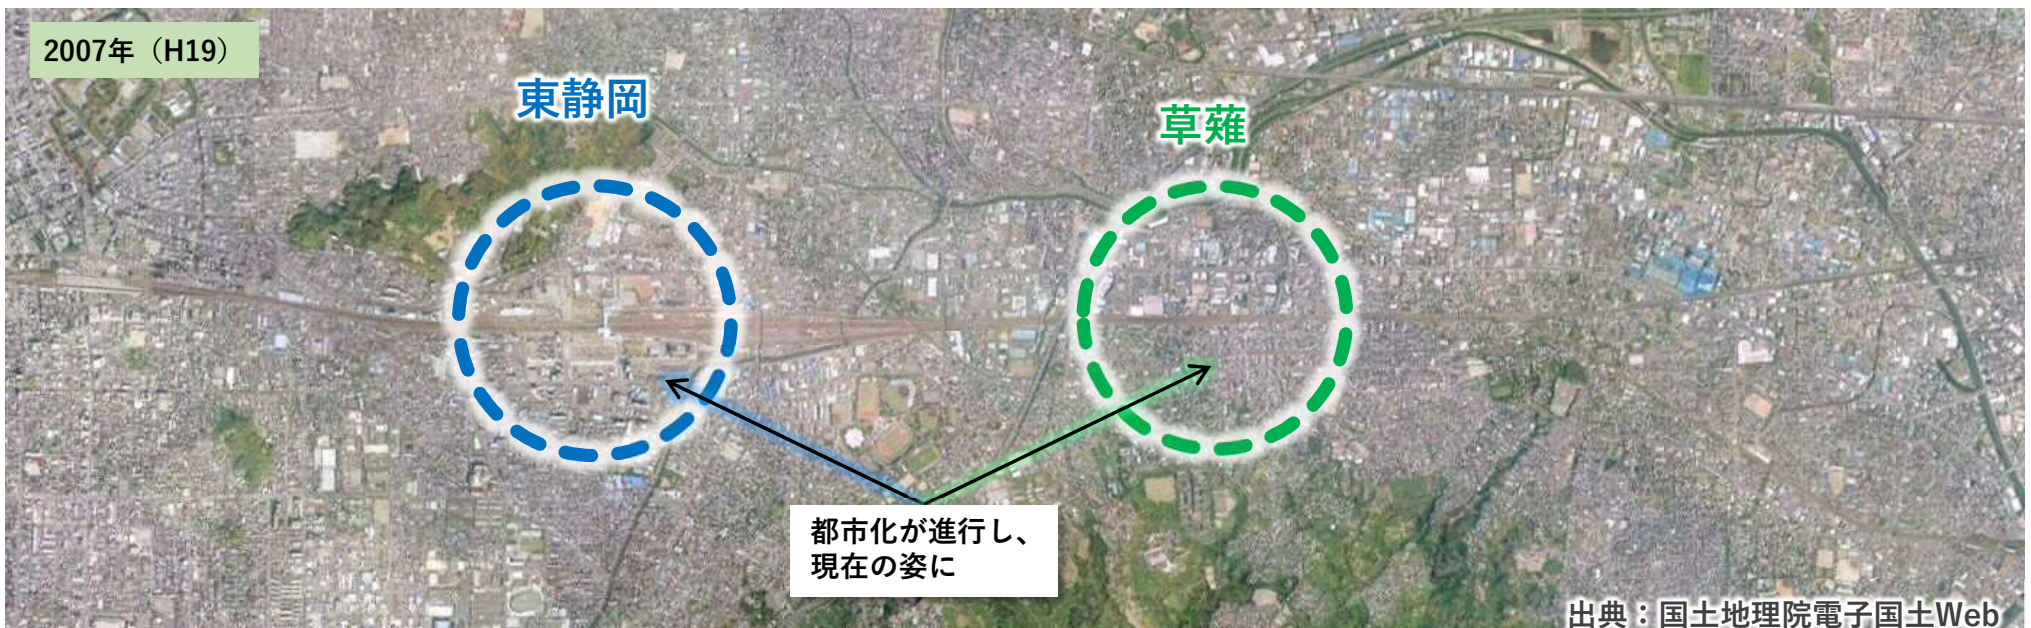 2007年（H19）
東静岡
草薙
都市化が進行し、
現在の姿に
出典：国土地理院電子国土Web